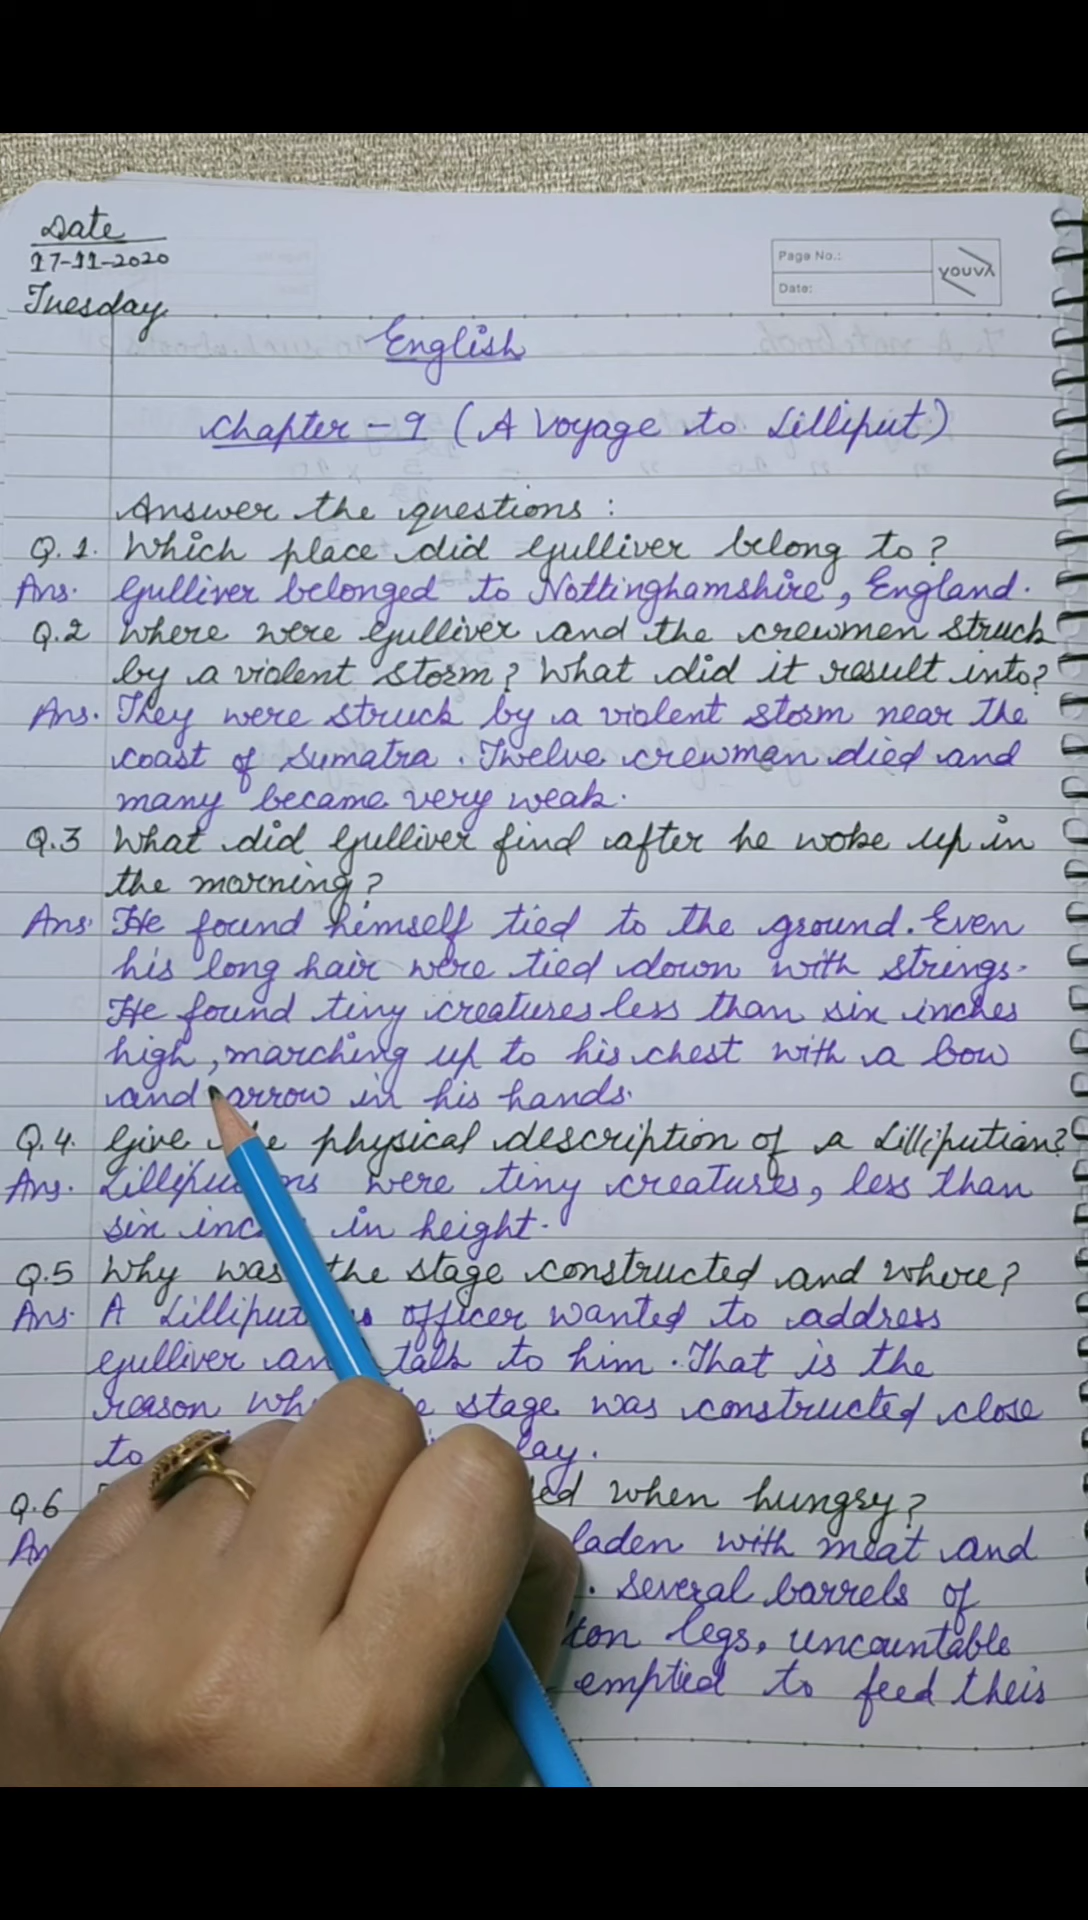 Date
17-11-2020
Tuesday
Page No.:
Date:
youva
English
Chapter - 9 (A Voyage to Lilliput)
Answer the questions :
Q.1. Which place did Gulliver belong to?
Ans. Gulliver belonged to Nottinghamshire, England.
Q.2 Where were Gulliver and the crewmen struck
by a violent storm? What did it result into?
Ans. They were struck by a violent storm near the
coast of Sumatra. Twelve crewman died and
many became very weak.
Q.3 What did Gulliver find after he woke up in
the morning?
Ans. He found himself tied to the ground. Even
his long hair were tied down with strings.
He found tiny creatures less than six inches
high, marching up to his chest with a bow
and arrow in his hands.
Q.4. Give physical description of a Lilliputian?
Ans. were tiny creatures, less than
six in height.
Q.5 Why was the stage constructed and where?
Ans. A officer wanted to address
Gulliver talk to him. That is the
reason stage was constructed close
to lay.
Q.6 when hungry?
laden with meat and
. Several barrels of
legs, uncountable
emptied to feed theis